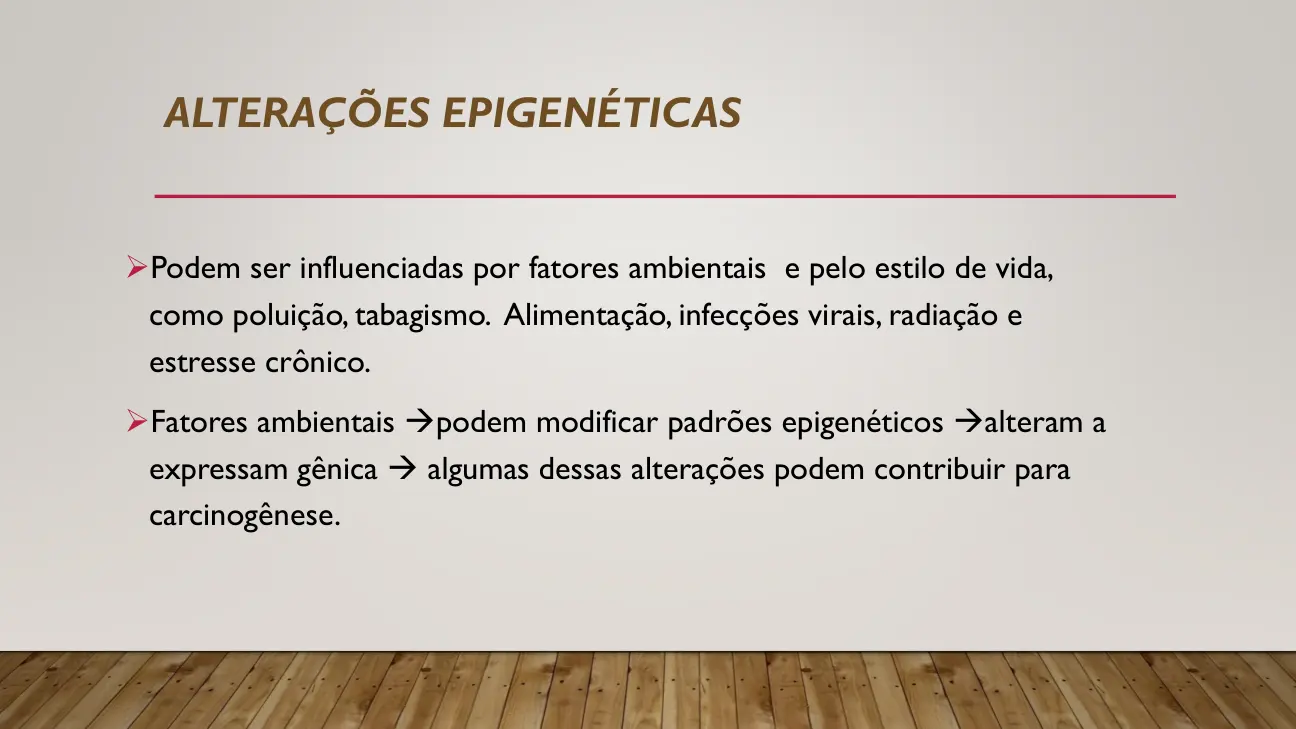 ALTERAÇÕES EPIGENÉTICAS
➢Podem ser influenciadas por fatores ambientais  e pelo estilo de vida,
como poluição, tabagismo.  Alimentação, infecções virais, radiação e
estresse crônico.
➢Fatores ambientais →podem modificar padrões epigenéticos →alteram a
expressam gênica → algumas dessas alterações podem contribuir para
carcinogênese.